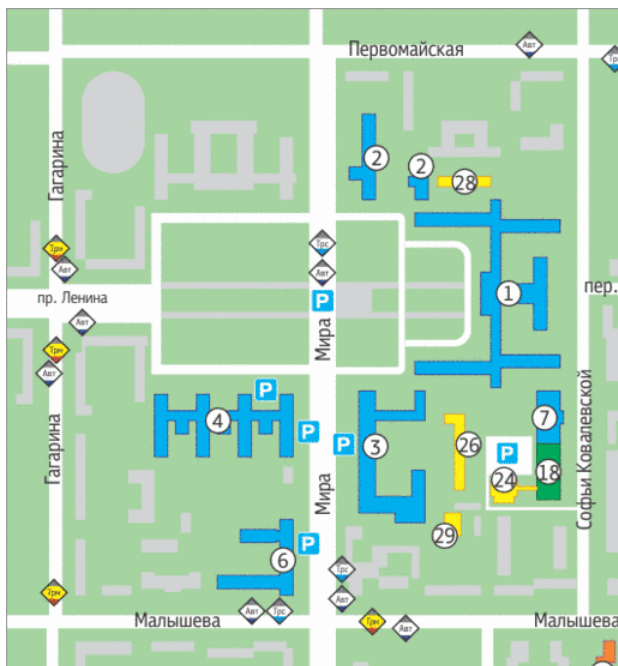 Первомайская
Авт
Трс
2
2
28
Гагарина
Трс
Трм
Авт
Авт
1
пер.
пр. Ленина
P
Авт
Мира
Трм
Авт
P
7
4
P
P
3
26
P
18
24
Гагарина
Мира
Софьи Ковалевской
29
P
6
Трс
Трм
Авт
Авт
Трс
Малышева
Трм
Авт
Малышева